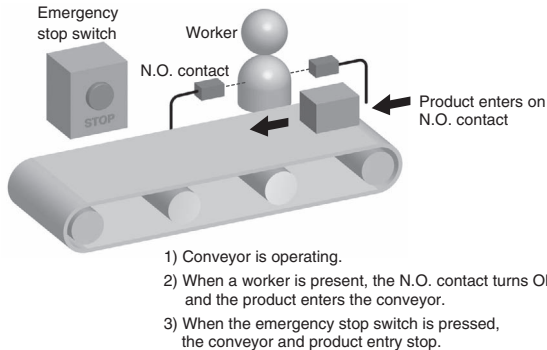 Emergency
stop switch
Worker
N.O. contact
STOP
Product enters on
N.O. contact
1) Conveyor is operating.
2) When a worker is present, the N.O. contact turns
and the product enters the conveyor.
3) When the emergency stop switch is pressed,
the conveyor and product entry stop.